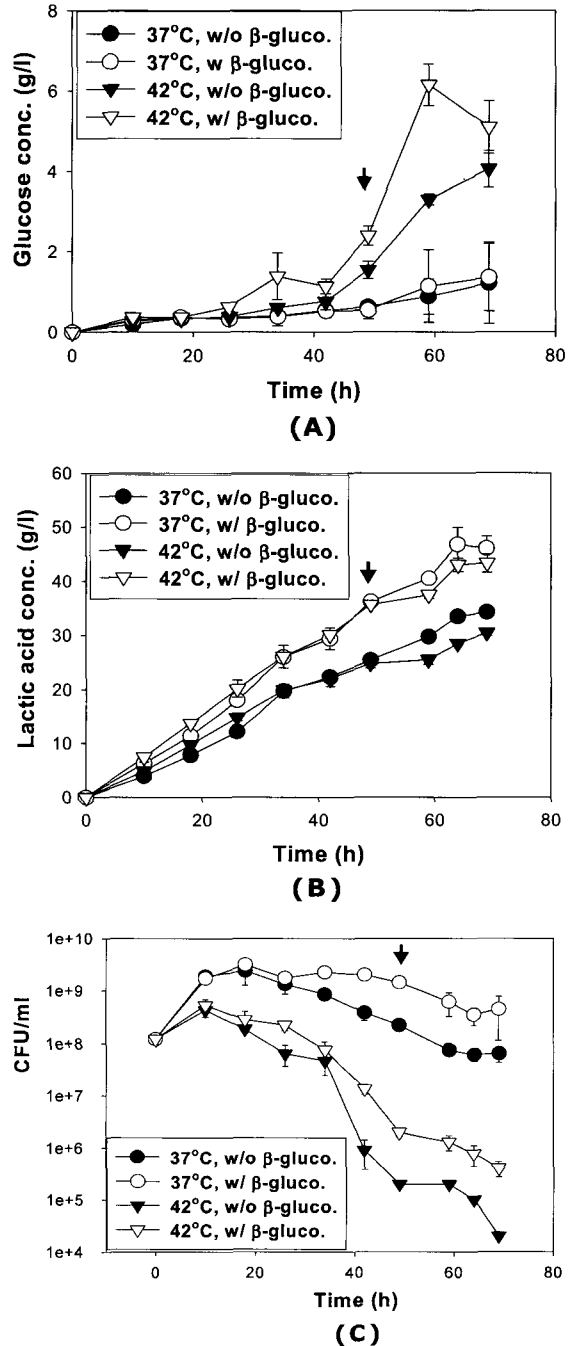 8
6
4
2
0
Glucose conc. (g/l)
37°C, w/o β-gluco.
37°C, w β-gluco.
42°C, w/o β-gluco.
42°C, w/ β-gluco.
0 20 40 60 80
Time (h)
(A)
60
50
40
30
20
10
0
Lactic acid conc. (g/l)
37°C, w/o β-gluco.
37°C, w/ β-gluco.
42°C, w/o β-gluco.
42°C, w/ β-gluco.
0 20 40 60 80
Time (h)
(B)
1e+10
1e+9
1e+8
1e+7
1e+6
1e+5
1e+4
CFU/ml
37°C, w/o β-gluco.
37°C, w/ β-gluco.
42°C, w/o β-gluco.
42°C, w/ β-gluco.
0 20 40 60 80
Time (h)
(C)